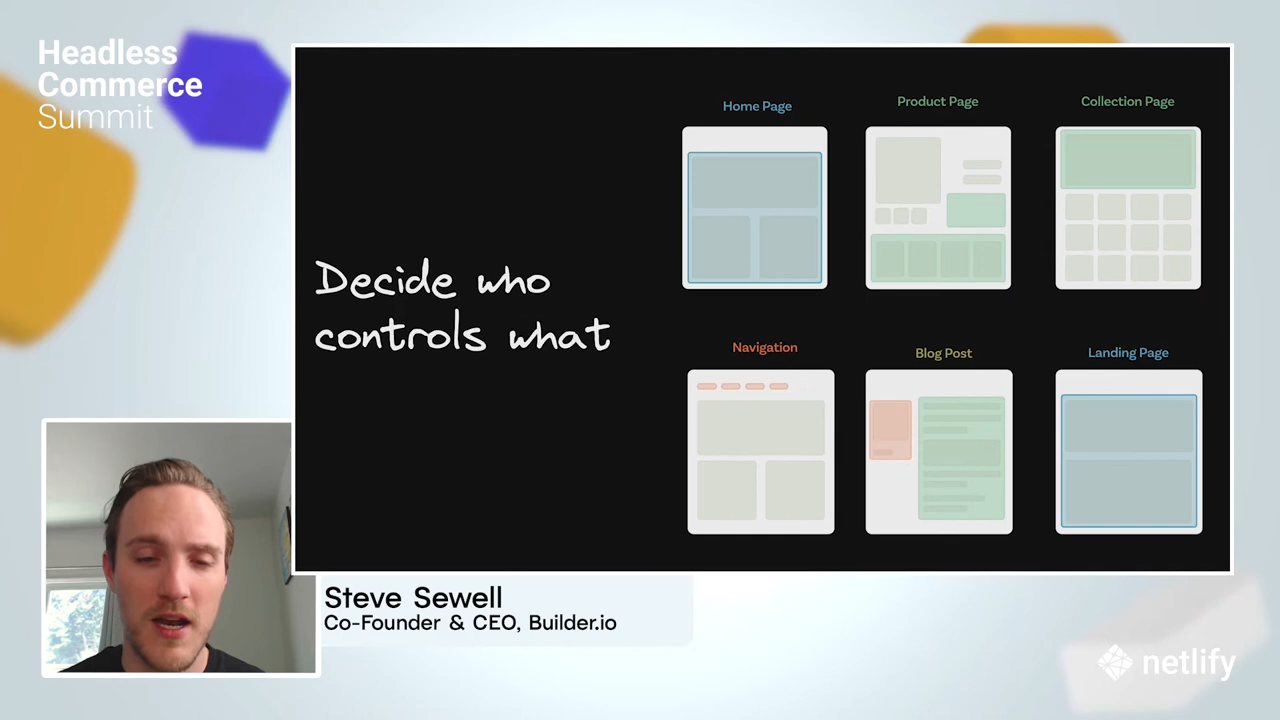 Headless
Commerce
Summit
Home Page
Product Page
Collection Page
Decide who
controls what
Navigation
Blog Post
Landing Page
Steve Sewell
Co-Founder & CEO, Builder.io
netlify